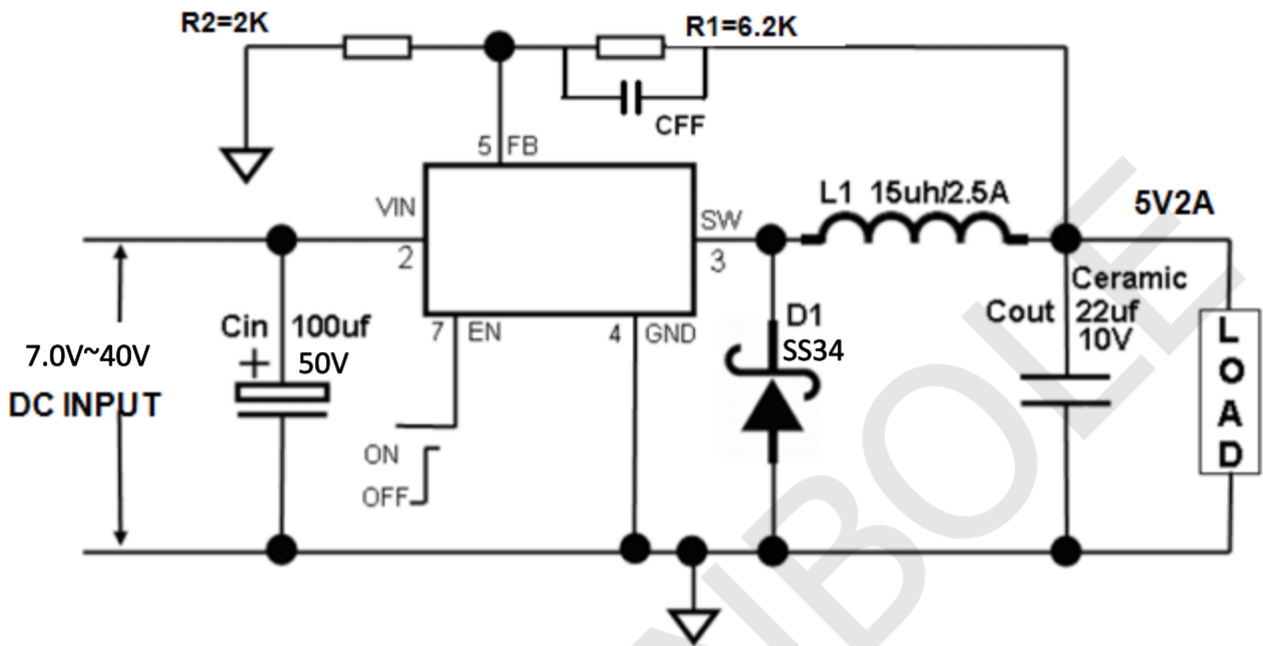 R2=2K
R1=6.2K
CFF
5 FB
VIN
2
SW
3
L1 15uh/2.5A
5V2A
7 EN
4 GND
Cin 100uf
+ 50V
7.0V~40V
DC INPUT
D1
SS34
Ceramic
Cout 22uf
10V
LOAD
ON
OFF